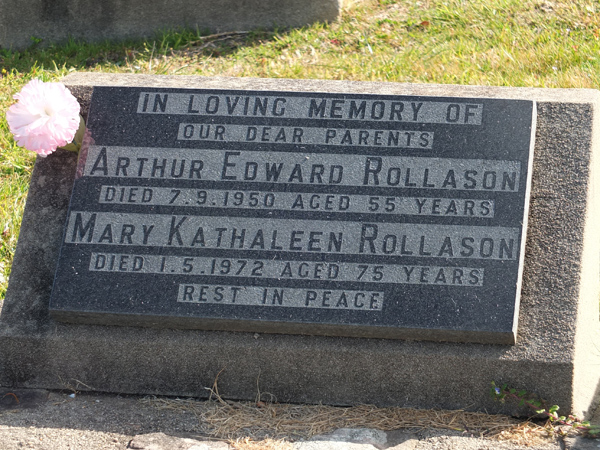 IN LOVING MEMORY OF
OUR DEAR PARENTS
ARTHUR EDWARD ROLLASON
DIED 7.9.1950 AGED 55 YEARS
MARY KATHALEEN ROLLASON
DIED 1.5.1972 AGED 75 YEARS
REST IN PEACE